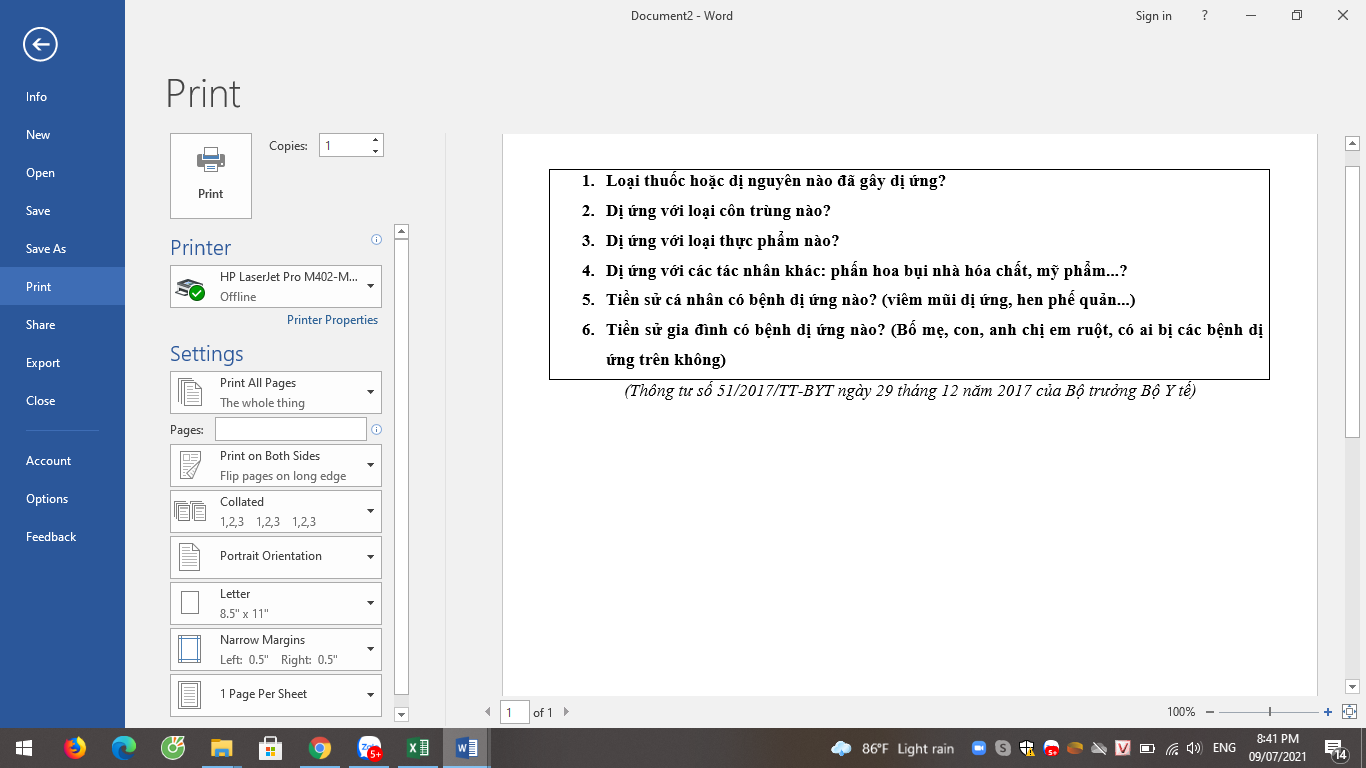 Document2 - Word
Sign in
?
Info
New
Open
Save
Save As
Print
Share
Export
Close
Account
Options
Feedback
Print
Print
Copies: 1
Printer
HP LaserJet Pro M402-M...
Offline
Printer Properties
Settings
Print All Pages
The whole thing
Pages:
Print on Both Sides
Flip pages on long edge
Collated
1,2,3 1,2,3 1,2,3
Portrait Orientation
Letter
8.5" x 11"
Narrow Margins
Left: 0.5" Right: 0.5"
1 Page Per Sheet
1. Loại thuốc hoặc dị nguyên nào đã gây dị ứng?
2. Dị ứng với loại côn trùng nào?
3. Dị ứng với loại thực phẩm nào?
4. Dị ứng với các tác nhân khác: phấn hoa bụi nhà hóa chất, mỹ phẩm...?
5. Tiền sử cá nhân có bệnh dị ứng nào? (viêm mũi dị ứng, hen phế quản...)
6. Tiền sử gia đình có bệnh dị ứng nào? (Bố mẹ, con, anh chị em ruột, có ai bị các bệnh dị
ứng trên không)
(Thông tư số 51/2017/TT-BYT ngày 29 tháng 12 năm 2017 của Bộ trưởng Bộ Y tế)
1 of 1
100%
Zalo
5+
86°F Light rain
5+
V
ENG
8:41 PM
09/07/2021
14